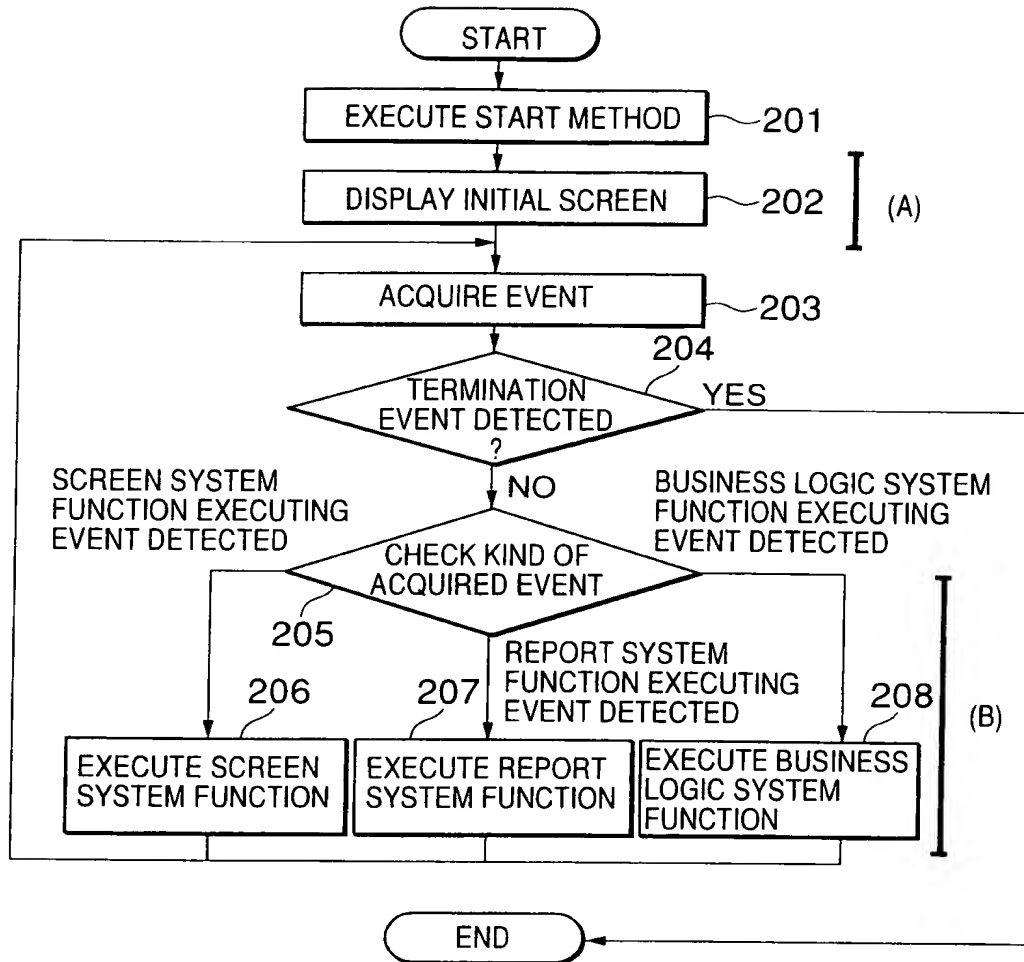 START
EXECUTE START METHOD
201
DISPLAY INITIAL SCREEN
202
(A)
ACQUIRE EVENT
203
204
TERMINATION
EVENT DETECTED
?
YES
NO
SCREEN SYSTEM
FUNCTION EXECUTING
EVENT DETECTED
BUSINESS LOGIC SYSTEM
FUNCTION EXECUTING
EVENT DETECTED
CHECK KIND OF
ACQUIRED EVENT
205
REPORT SYSTEM
FUNCTION EXECUTING
EVENT DETECTED
206
207
208
(B)
EXECUTE SCREEN
SYSTEM FUNCTION
EXECUTE REPORT
SYSTEM FUNCTION
EXECUTE BUSINESS
LOGIC SYSTEM
FUNCTION
END